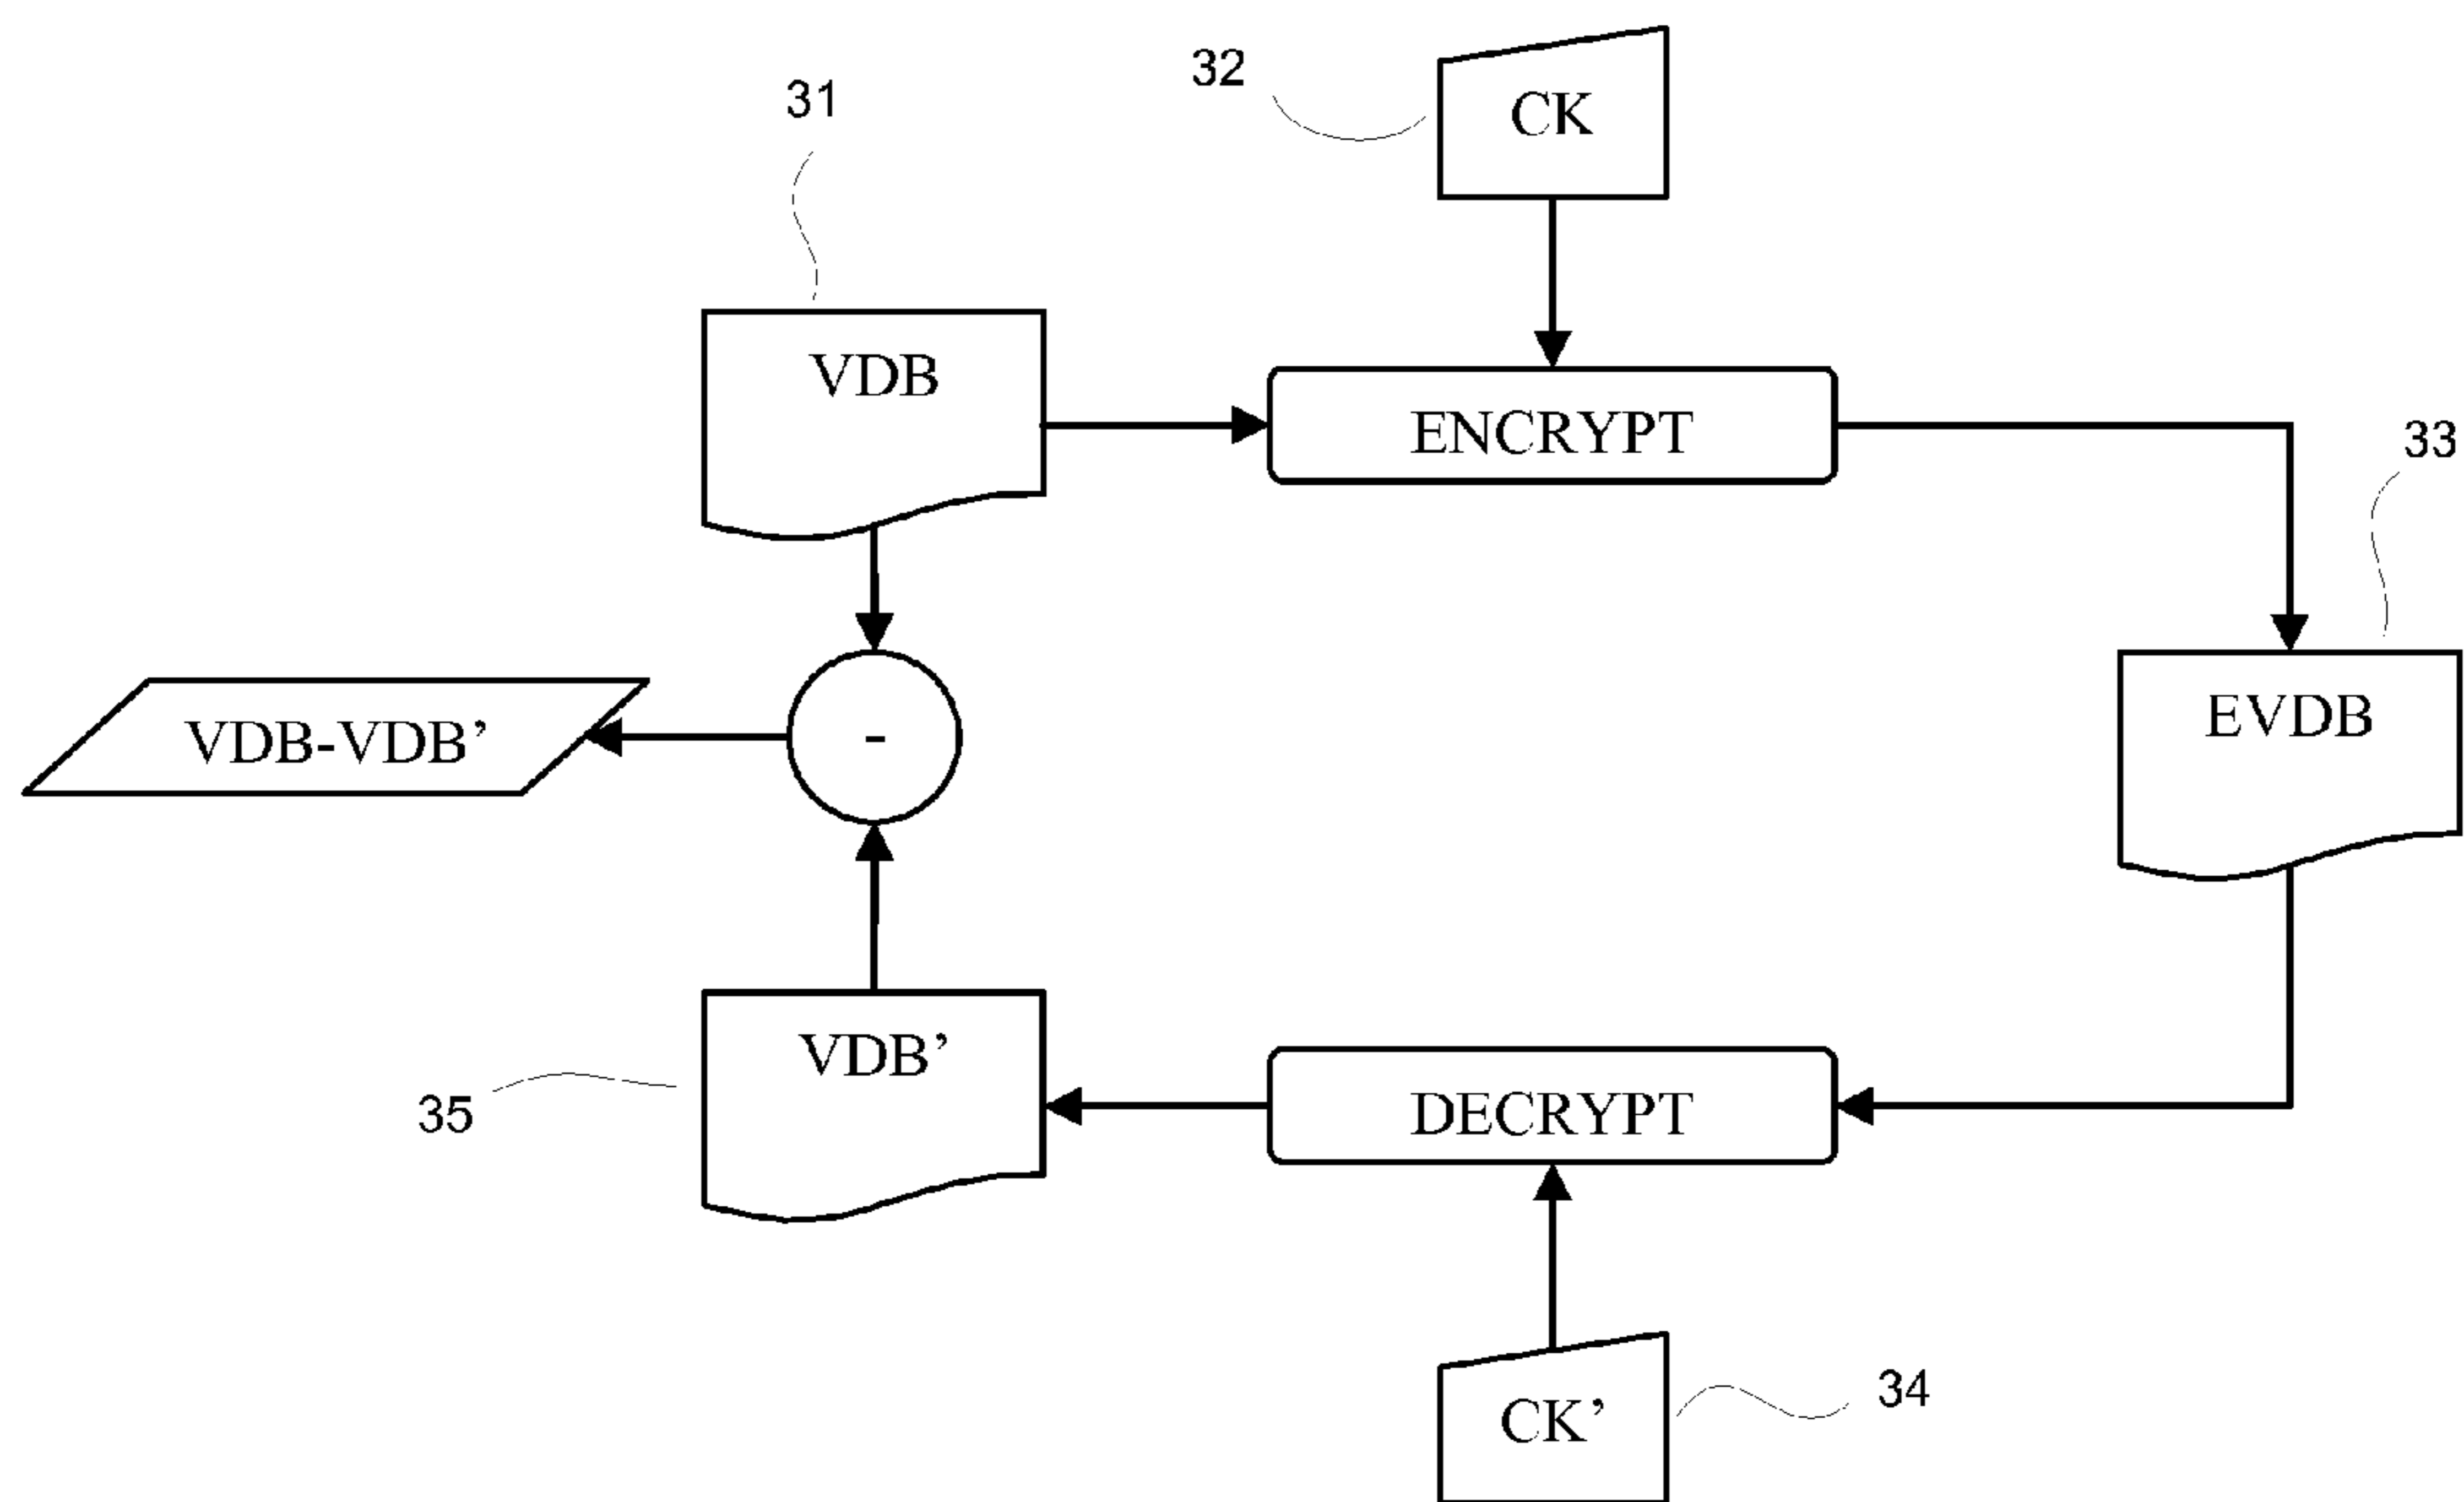 32
CK
31
VDB
ENCRYPT
33
VDB-VDB’
-
EVDB
VDB’
DECRYPT
35
CK’
34